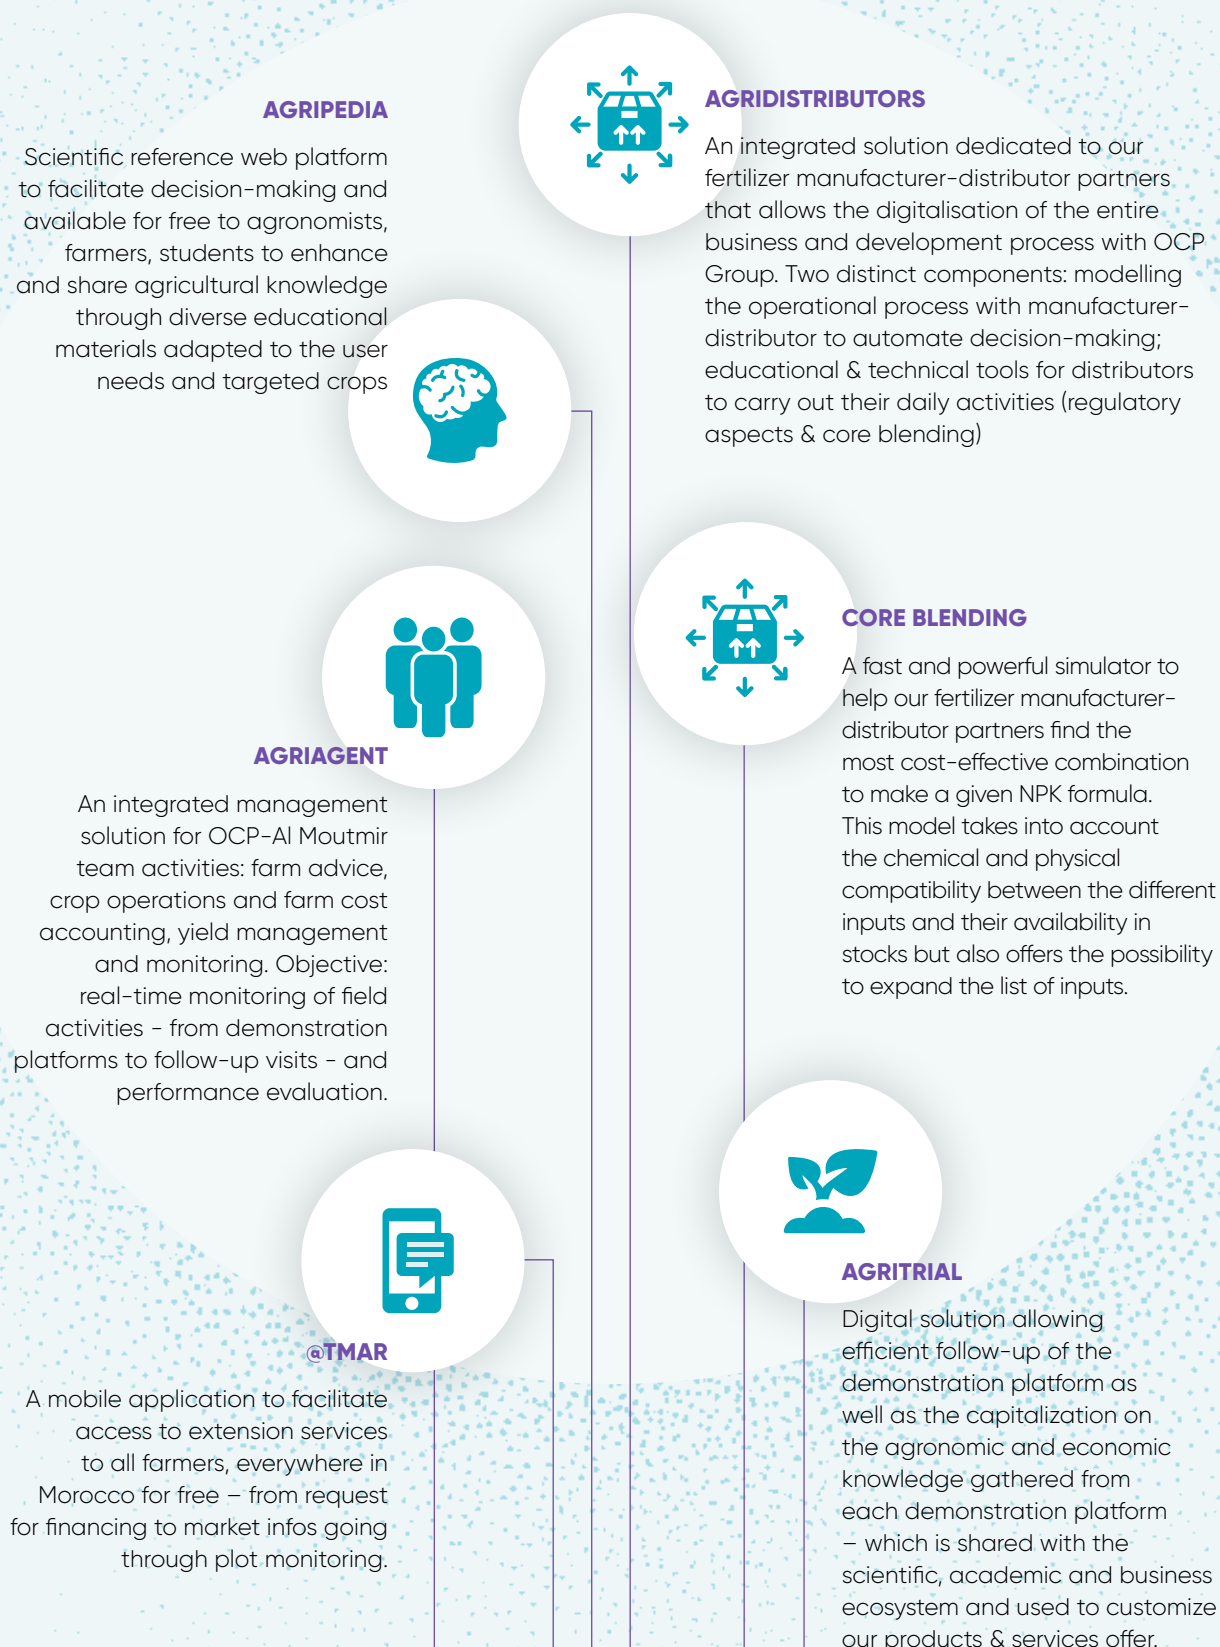 AGRIPEDIA
Scientific reference web platform
to facilitate decision-making and
available for free to agronomists,
farmers, students to enhance
and share agricultural knowledge
through diverse educational
materials adapted to the user
needs and targeted crops
AGRIDISTRIBUTORS
An integrated solution dedicated to our
fertilizer manufacturer-distributor partners
that allows the digitalisation of the entire
business and development process with OCP
Group. Two distinct components: modelling
the operational process with manufacturer-
distributor to automate decision-making;
educational & technical tools for distributors
to carry out their daily activities (regulatory
aspects & core blending)
AGRIAGENT
An integrated management
solution for OCP-Al Moutmir
team activities: farm advice,
crop operations and farm cost
accounting, yield management
and monitoring. Objective:
real-time monitoring of field
activities - from demonstration
platforms to follow-up visits - and
performance evaluation.
CORE BLENDING
A fast and powerful simulator to
help our fertilizer manufacturer-
distributor partners find the
most cost-effective combination
to make a given NPK formula.
This model takes into account
the chemical and physical
compatibility between the different
inputs and their availability in
stocks but also offers the possibility
to expand the list of inputs.
@TMAR
A mobile application to facilitate
access to extension services
to all farmers, everywhere in
Morocco for free – from request
for financing to market infos going
through plot monitoring.
AGRITRIAL
Digital solution allowing
efficient follow-up of the
demonstration platform as
well as the capitalization on
the agronomic and economic
knowledge gathered from
each demonstration platform
– which is shared with the
scientific, academic and business
ecosystem and used to customize
our products & services offer.